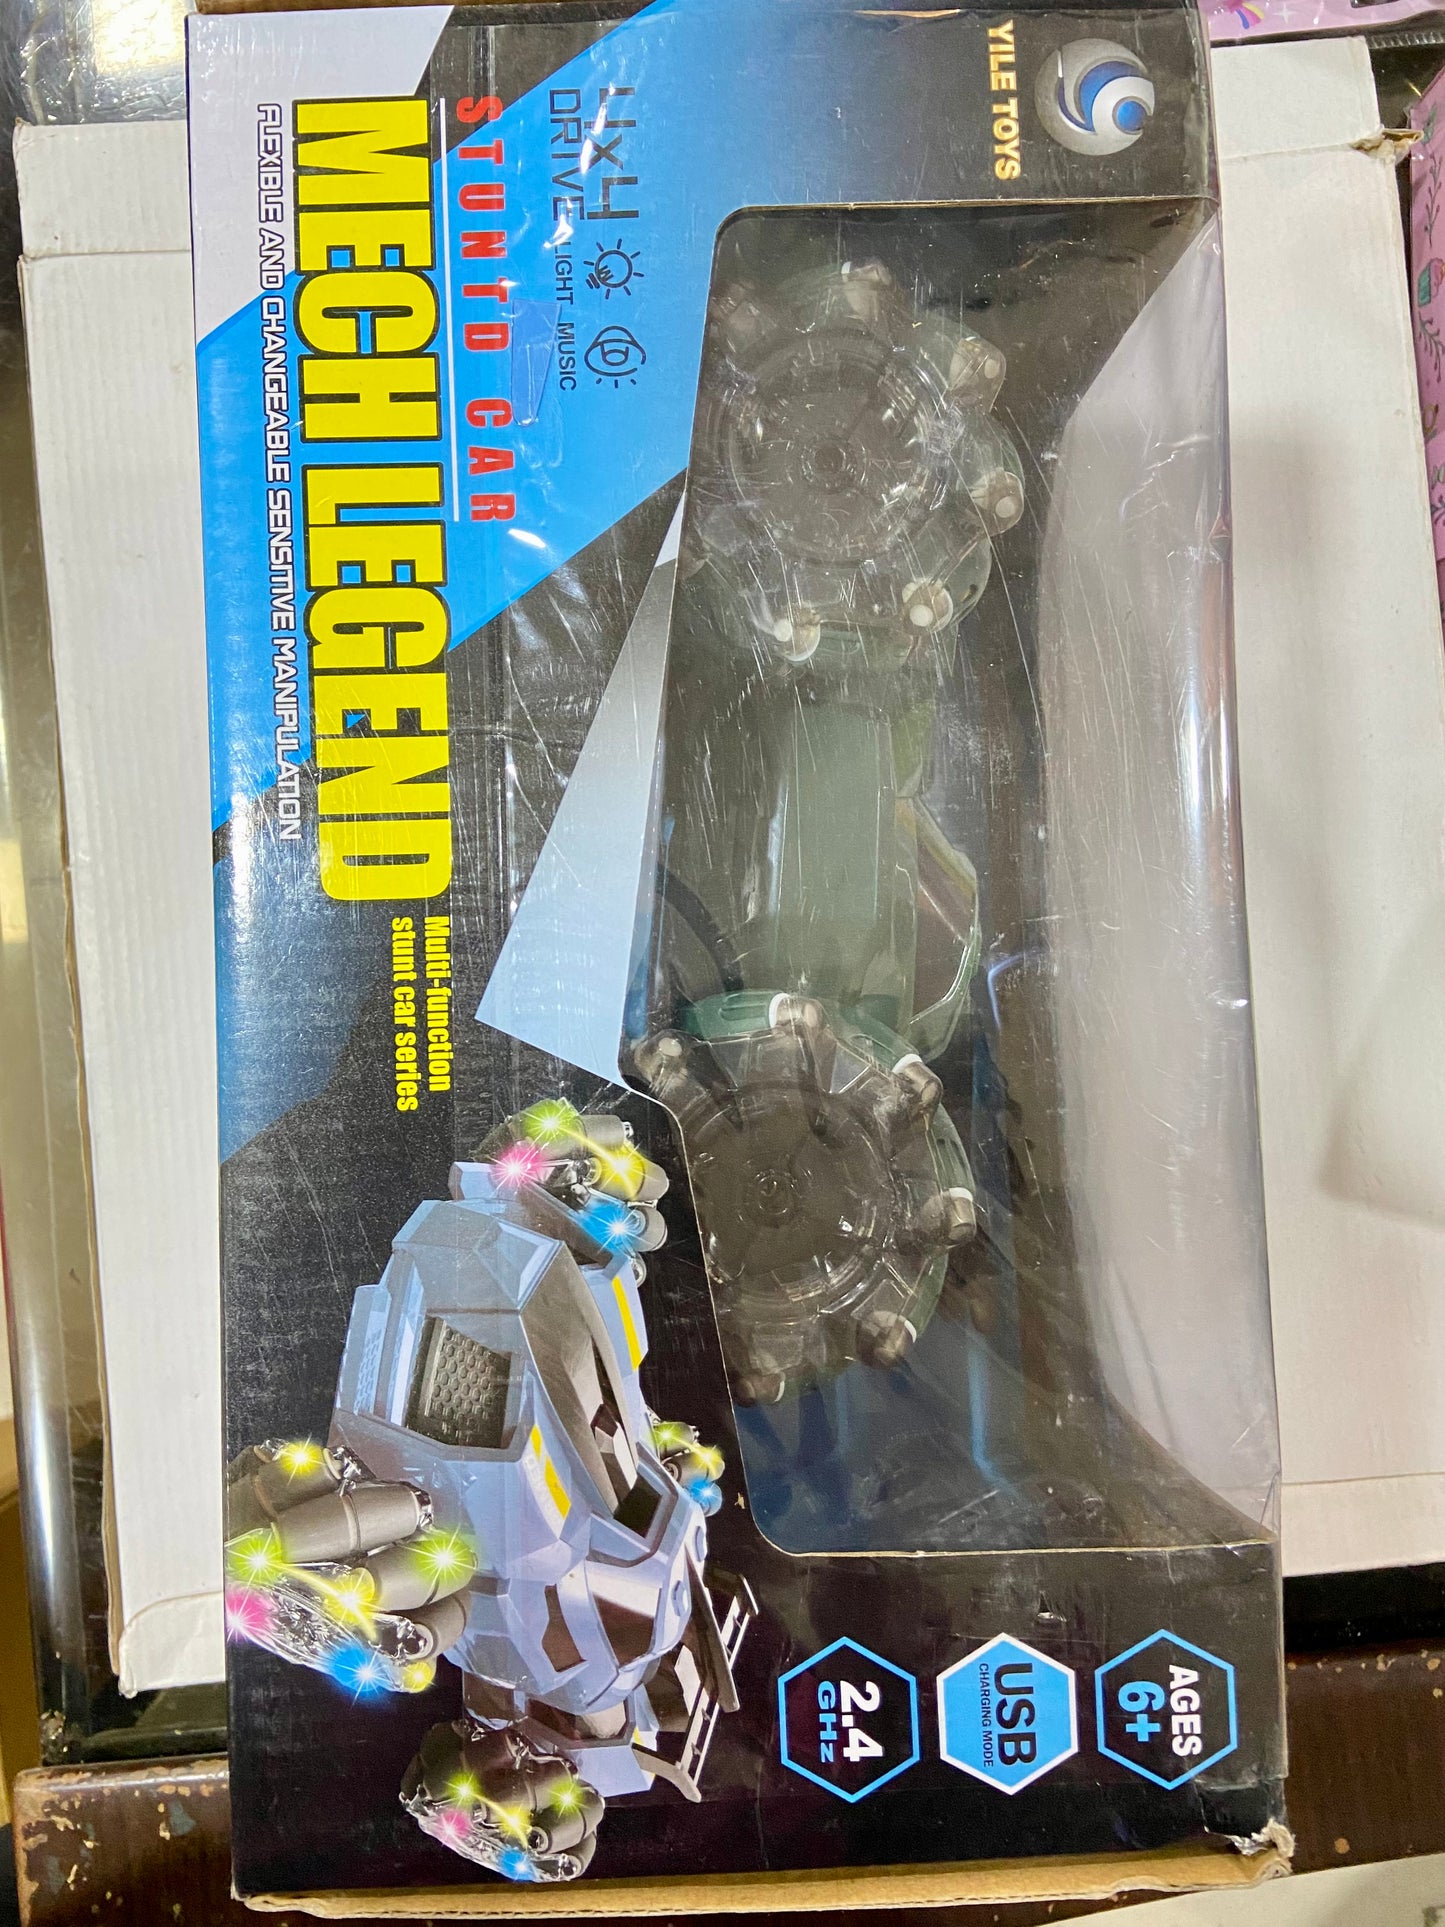 YILE TOYS
4x4
DRIVE
LIGHT
MUSIC
STUNTD CAR
MECH LEGEND
Multi-function
stunt car series
FLEXIBLE AND CHANGEABLE SENSITIVE MANIPULATION
AGES
6+
USB
CHARGING MODE
2.4
GHz